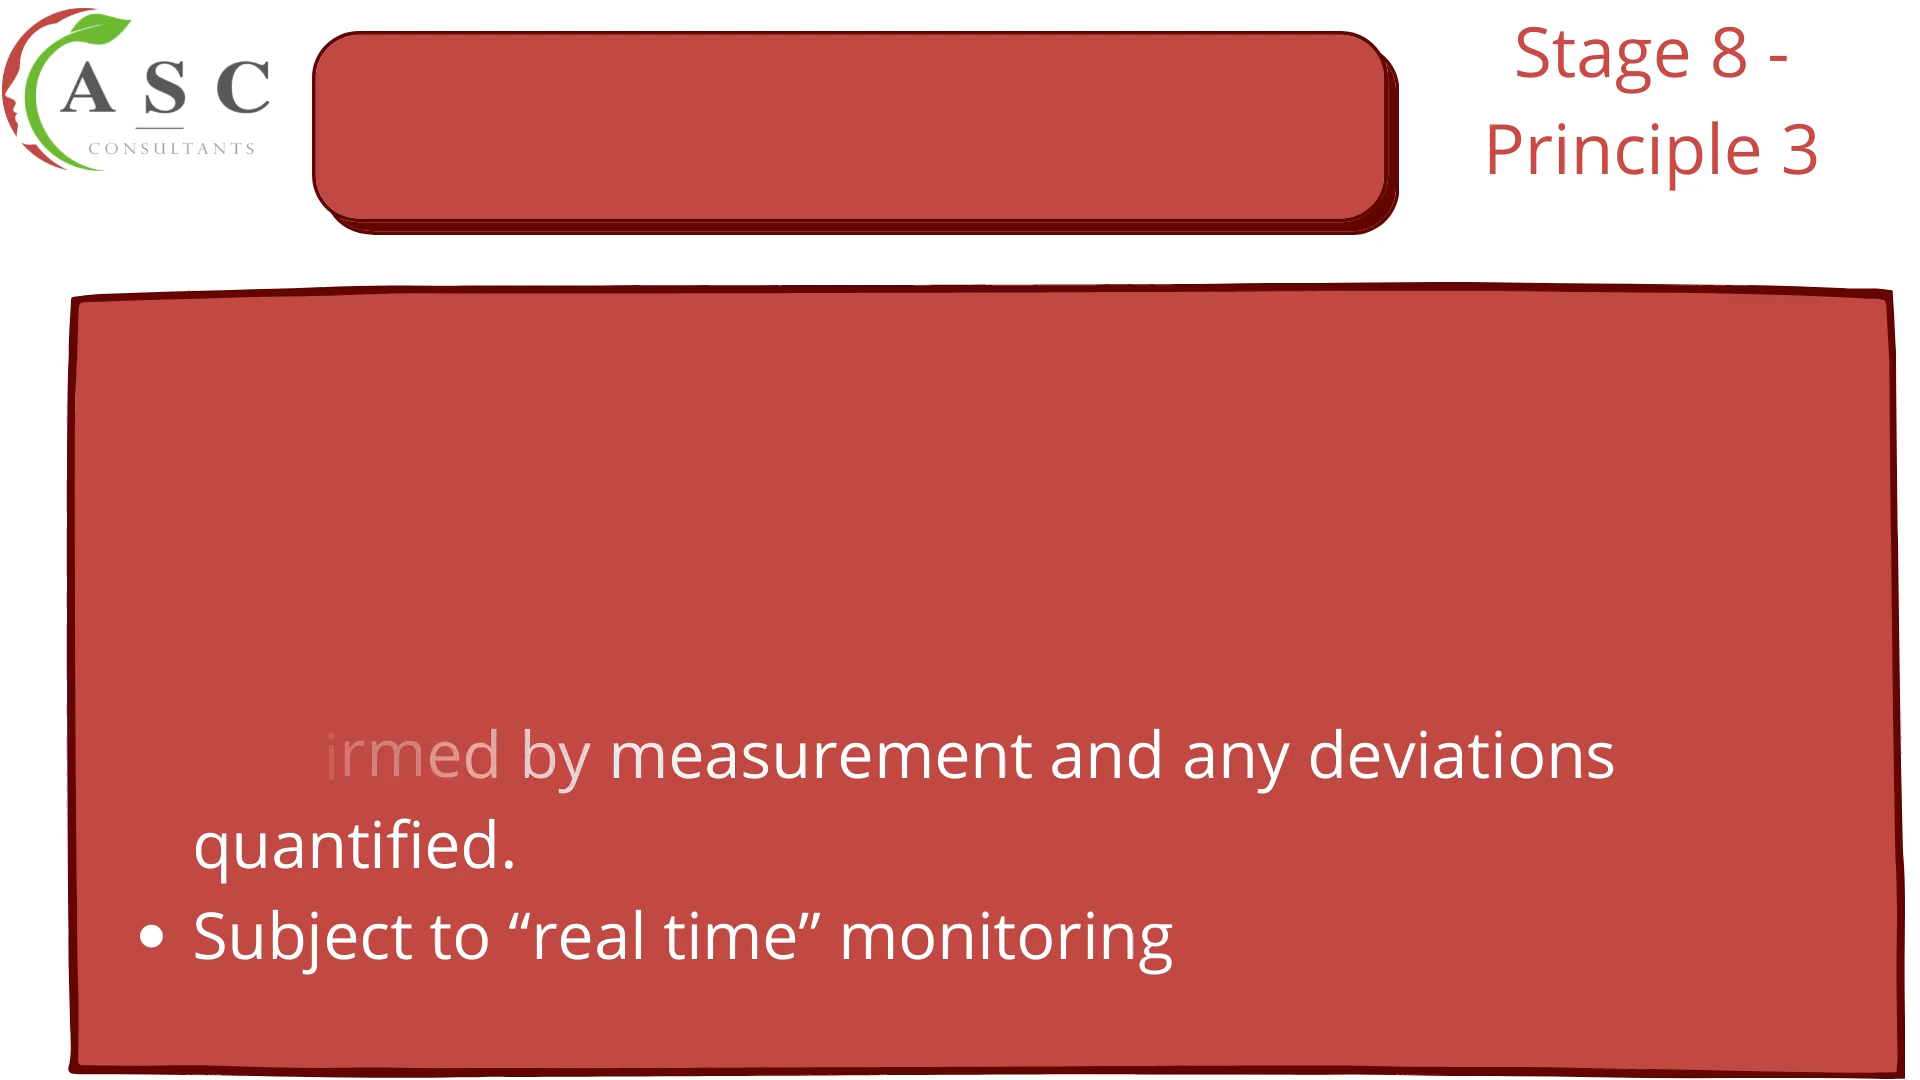 A S C
CONSULTANTS
Stage 8 -
Principle 3
irmed by measurement and any deviations
quantified.
• Subject to “real time” monitoring